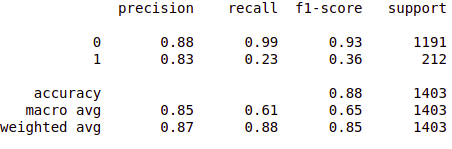 precision recall f1-score support
0 0.88 0.99 0.93 1191
1 0.83 0.23 0.36 212
accuracy 0.88 1403
macro avg 0.85 0.61 0.65 1403
weighted avg 0.87 0.88 0.85 1403